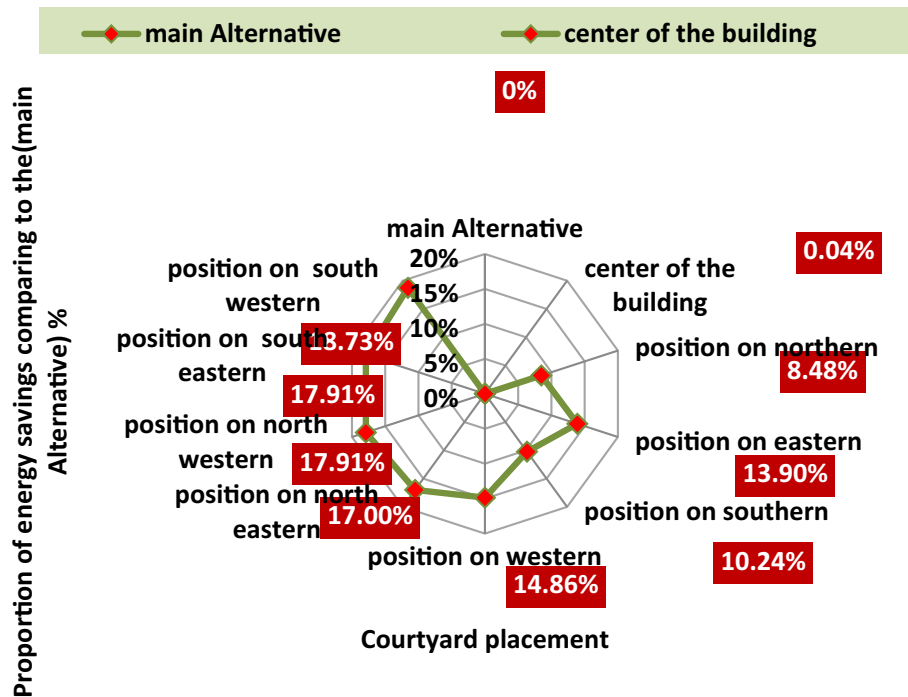 main Alternative
center of the building
Proportion of energy savings comparing to the(main
Alternative) %
0%
main Alternative
0.04%
center of the
building
20%
15%
10%
5%
0%
position on northern
8.48%
position on eastern
13.90%
position on southern
10.24%
position on western
14.86%
position on north
eastern
17.00%
position on north
western
17.91%
position on south
eastern
17.91%
position on south
western
18.73%
Courtyard placement